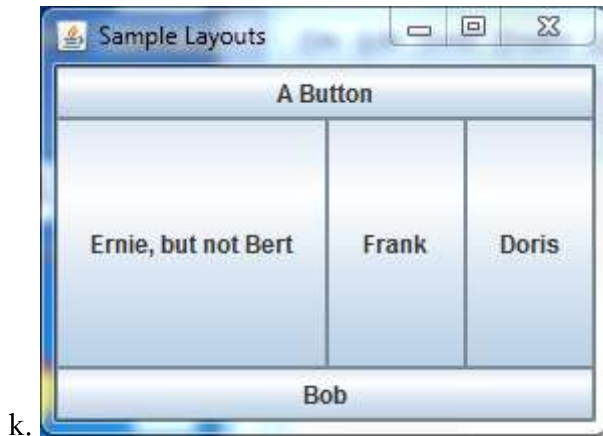 Sample Layouts
A Button
Ernie, but not Bert Frank Doris
Bob
k.